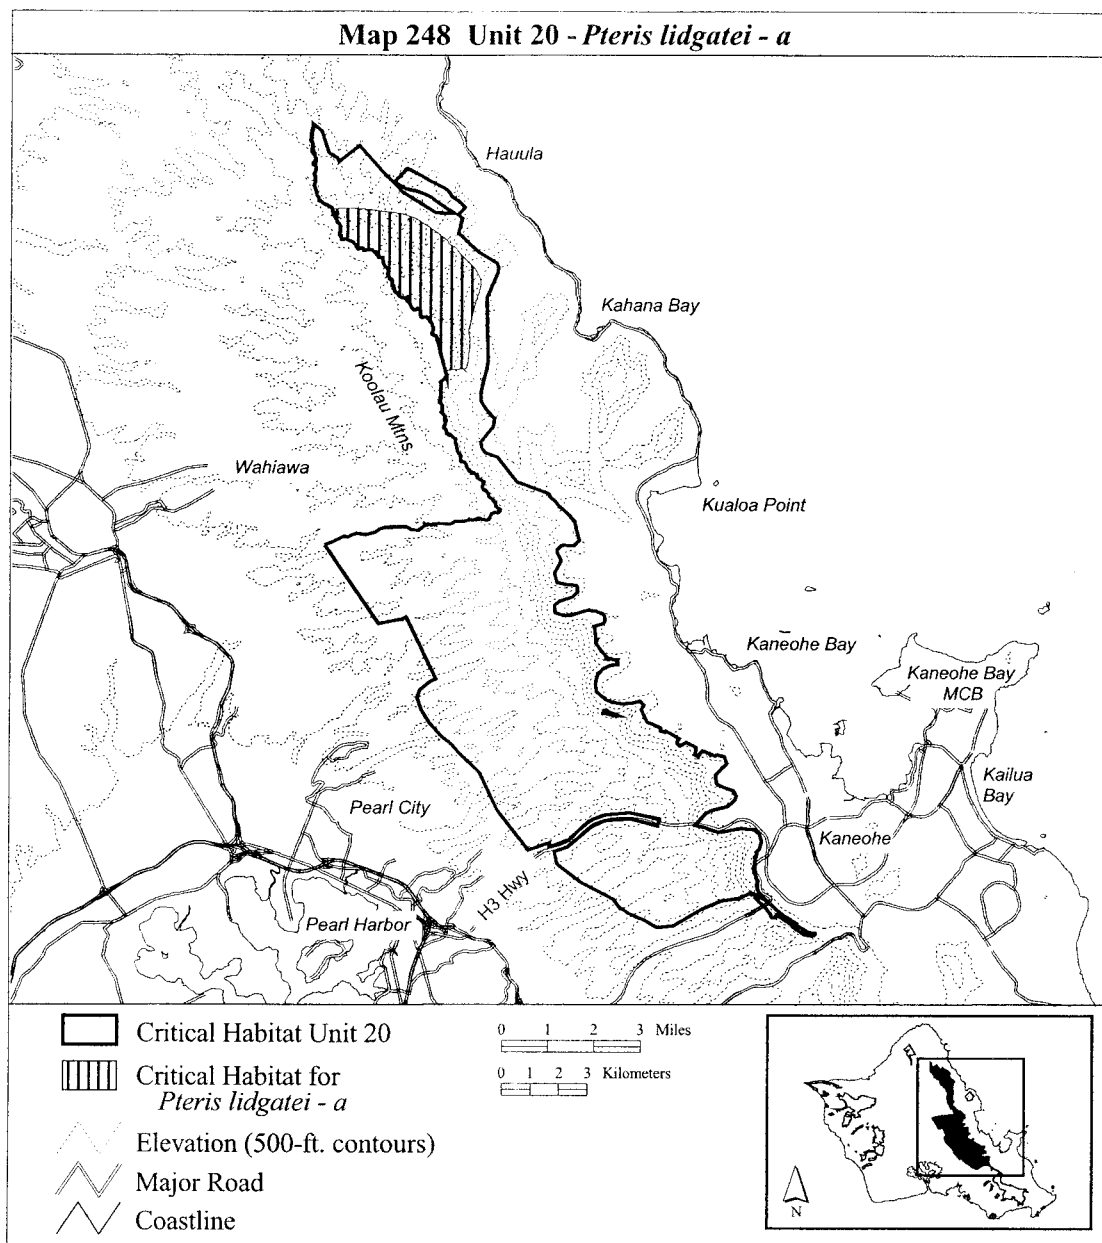 Map 248 Unit 20 - Pteris lidgatei - a
Hauula
Kahana Bay
Koolau Mtns.
Wahiawa
Kualoa Point
Kaneohe Bay
Kaneohe Bay
MCB
Kailua
Bay
Pearl City
Kaneohe
H3 Hwy
Pearl Harbor
Critical Habitat Unit 20
Critical Habitat for
Pteris lidgatei - a
Elevation (500-ft. contours)
Major Road
Coastline
0 1 2 3 Miles
0 1 2 3 Kilometers
N